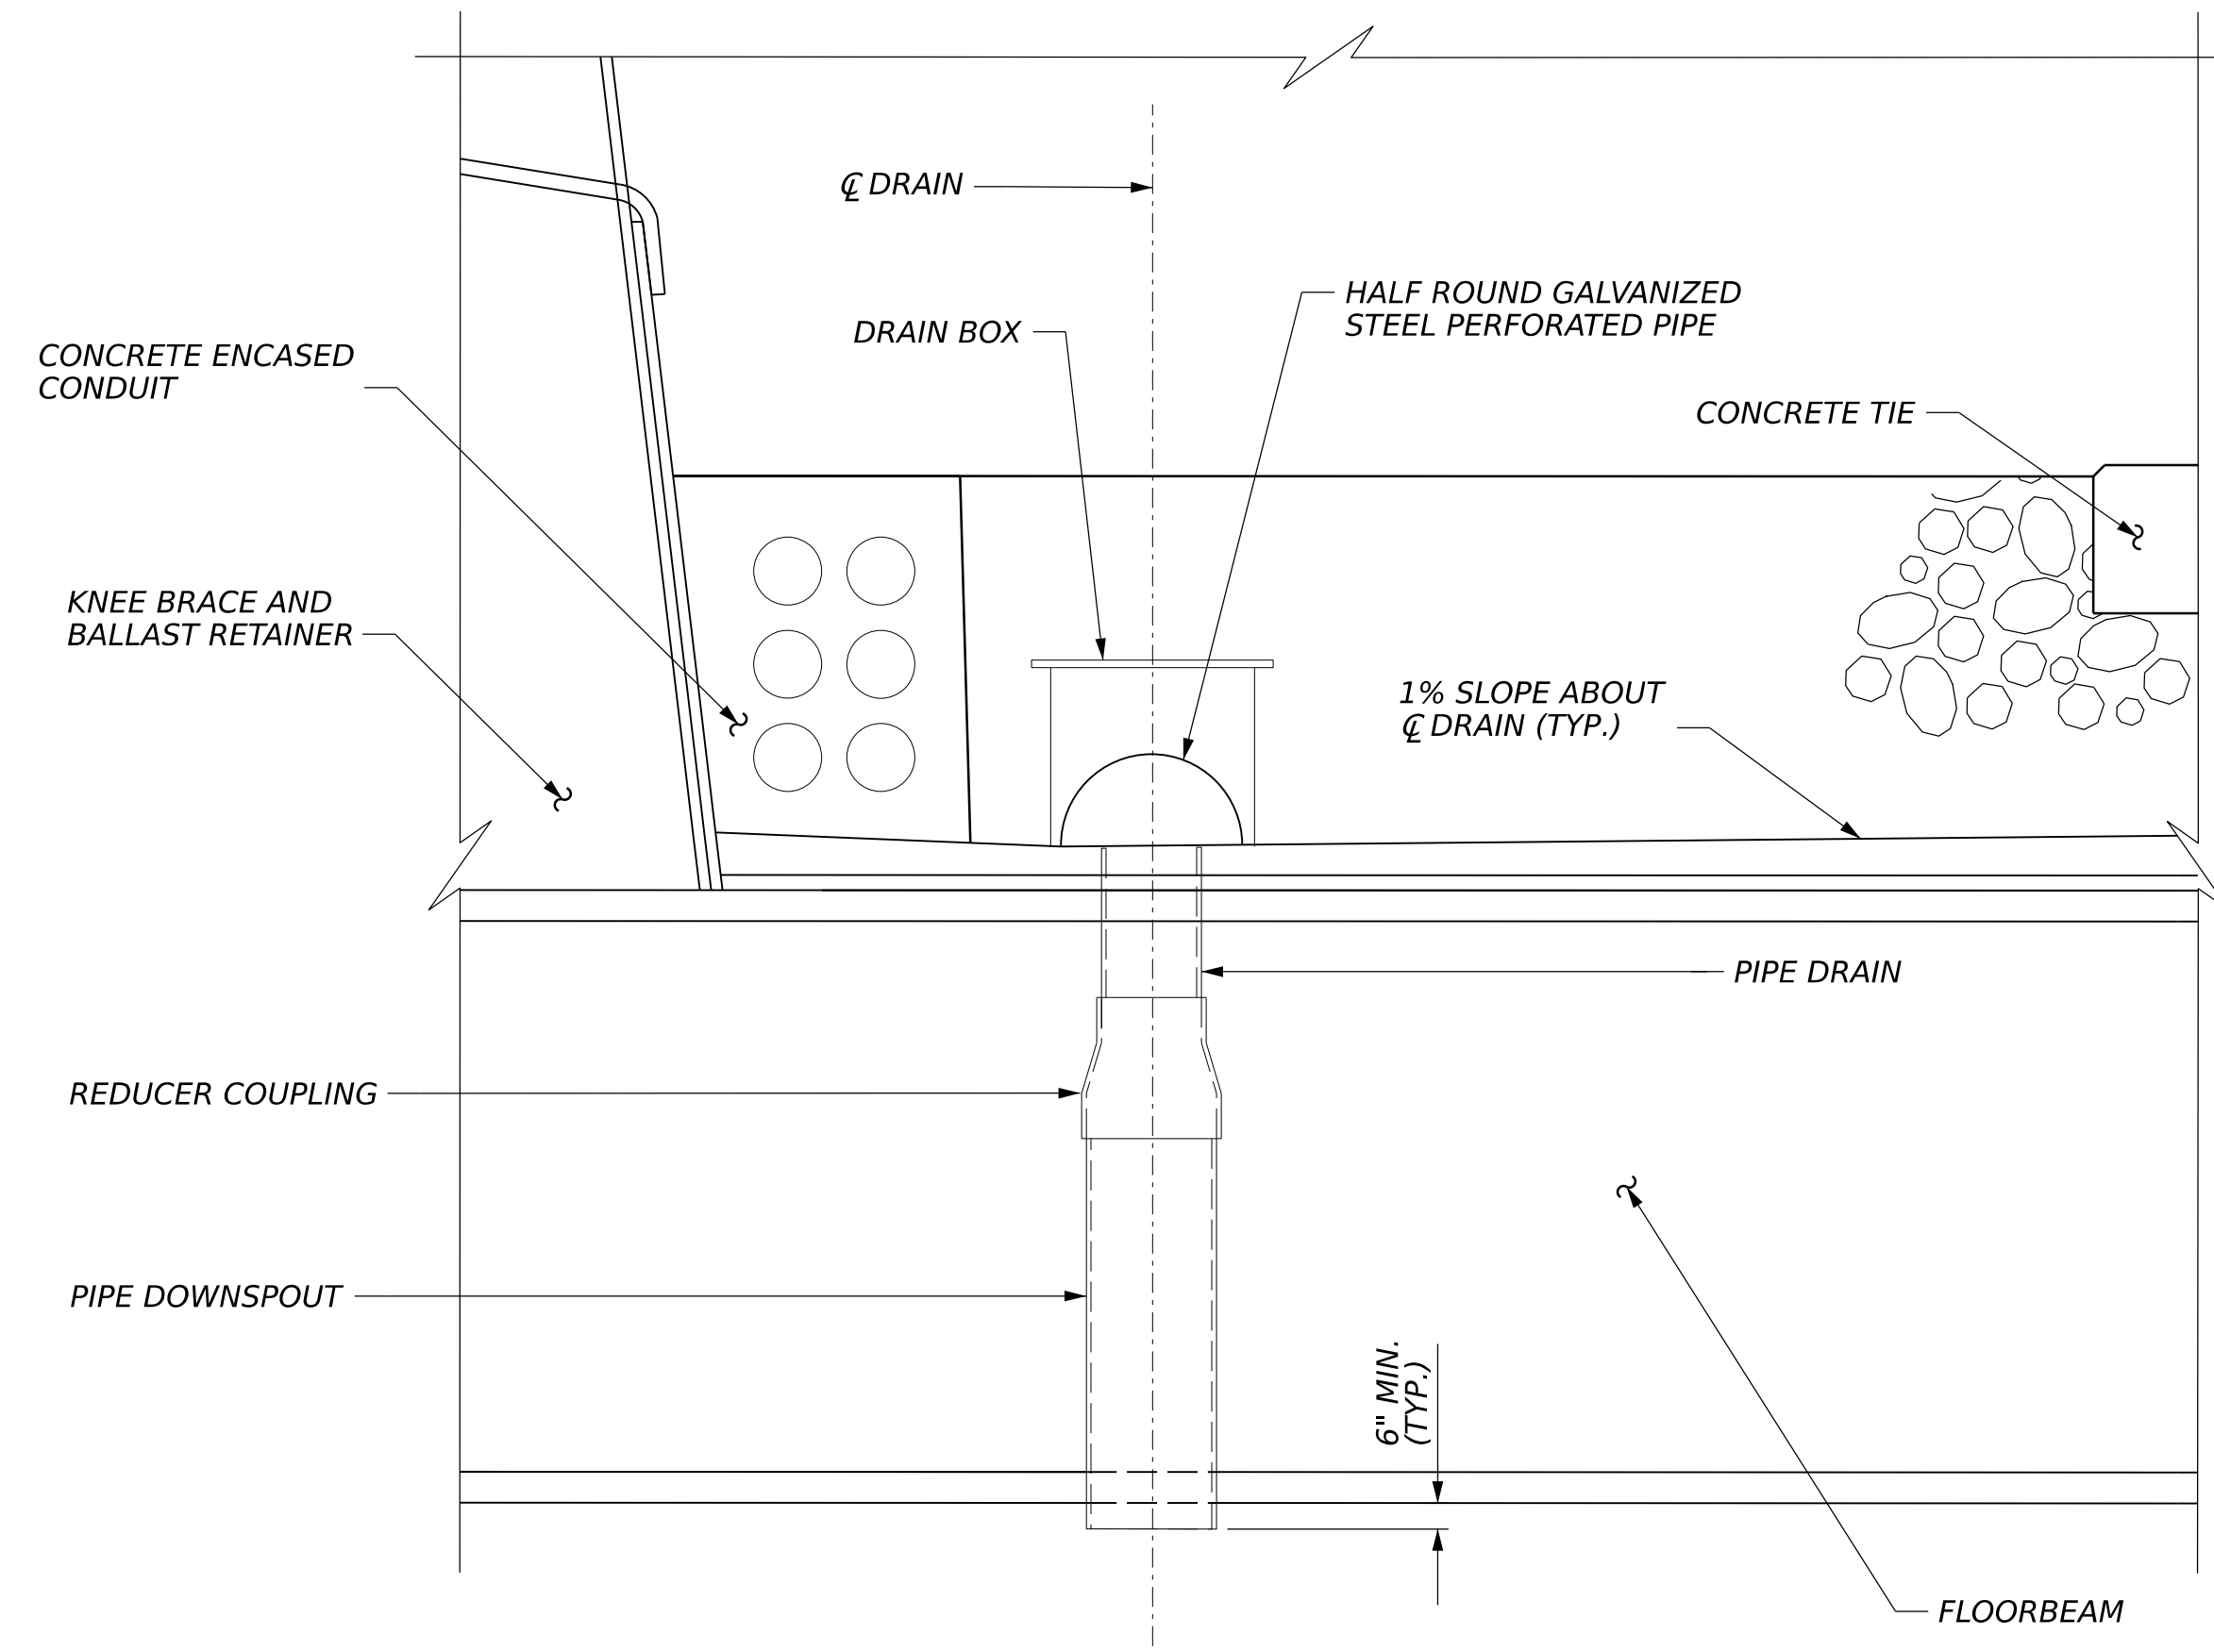 ℄ DRAIN
HALF ROUND GALVANIZED
STEEL PERFORATED PIPE
DRAIN BOX
CONCRETE ENCASED
CONDUIT
CONCRETE TIE
KNEE BRACE AND
BALLAST RETAINER
1% SLOPE ABOUT
℄ DRAIN (TYP.)
PIPE DRAIN
REDUCER COUPLING
PIPE DOWNSPOUT
6" MIN.
(TYP.)
FLOORBEAM